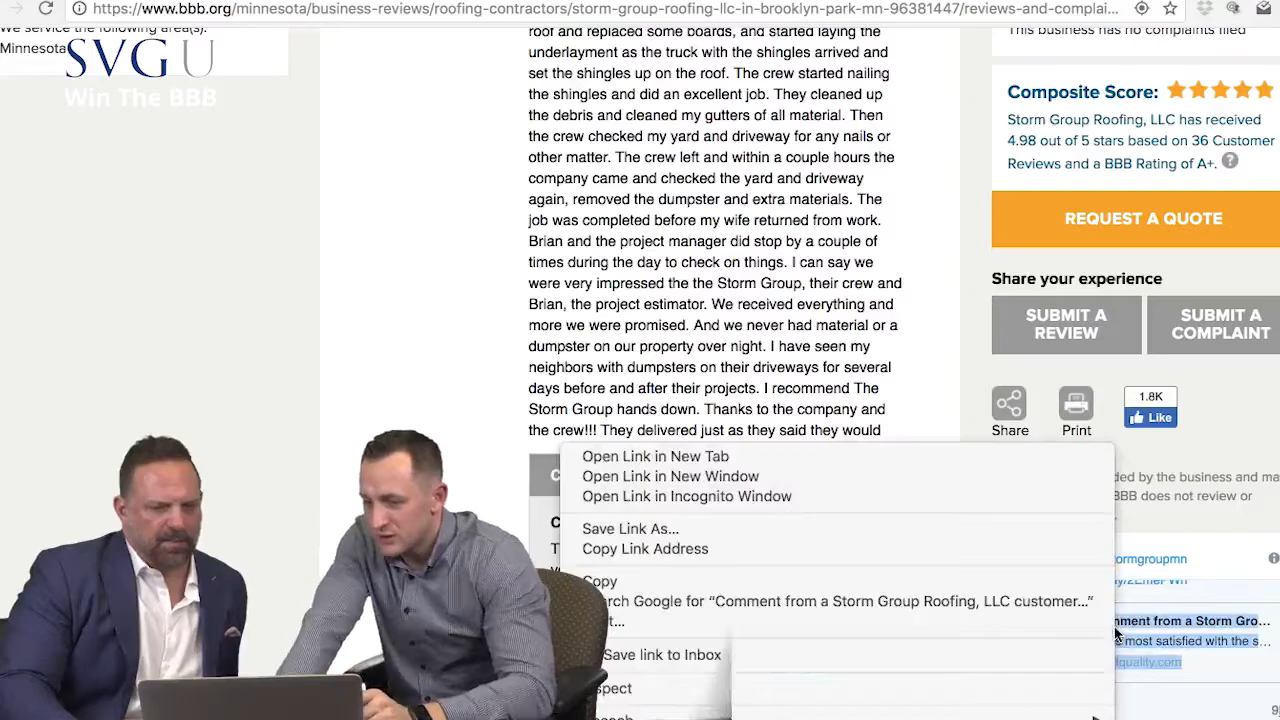 https://www.bbb.org/minnesota/business-reviews/roofing-contractors/storm-group-roofing-llc-in-brooklyn-park-mn-96381447/reviews-and-complai...
We service the following area(s):
Minnesota
SVGU
Win The BBB
roof and replaced some boards, and started laying the
underlayment as the truck with the shingles arrived and
set the shingles up on the roof. The crew started nailing
the shingles and did an excellent job. They cleaned up
the debris and cleaned my gutters of all material. Then
the crew checked my yard and driveway for any nails or
other matter. The crew left and within a couple hours the
company came and checked the yard and driveway
again, removed the dumpster and extra materials. The
job was completed before my wife returned from work.
Brian and the project manager did stop by a couple of
times during the day to check on things. I can say we
were very impressed the the Storm Group, their crew and
Brian, the project estimator. We received everything and
more we were promised. And we never had material or a
dumpster on our property over night. I have seen my
neighbors with dumpsters on their driveways for several
days before and after their projects. I recommend The
Storm Group hands down. Thanks to the company and
the crew!!! They delivered just as they said they would
This business has no complaints filed
Composite Score:
Storm Group Roofing, LLC has received
4.98 out of 5 stars based on 36 Customer
Reviews and a BBB Rating of A+. ?
REQUEST A QUOTE
Share your experience
SUBMIT A
REVIEW
SUBMIT A
COMPLAINT
Share
Print
1.8K
Like
Open Link in New Tab
Open Link in New Window
Open Link in Incognito Window
Save Link As...
Copy Link Address
Copy
rch Google for “Comment from a Storm Group Roofing, LLC customer...”
t...
Save link to Inbox
spect
ded by the business and ma
BBB does not review or
tormgroupmn
nment from a Storm Gro...
most satisfied with the s...
dquality.com